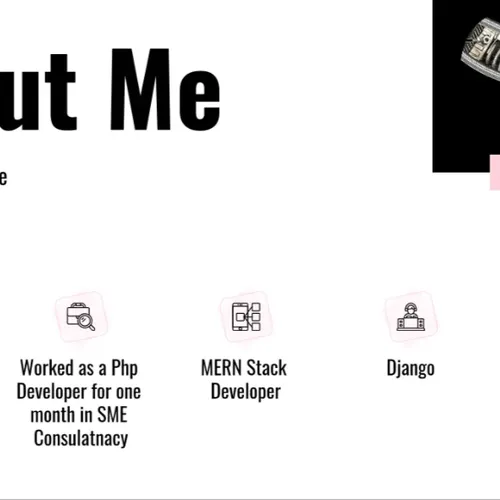 ut Me
e
Worked as a Php
Developer for one
month in SME
Consulatnacy
MERN Stack
Developer
Django